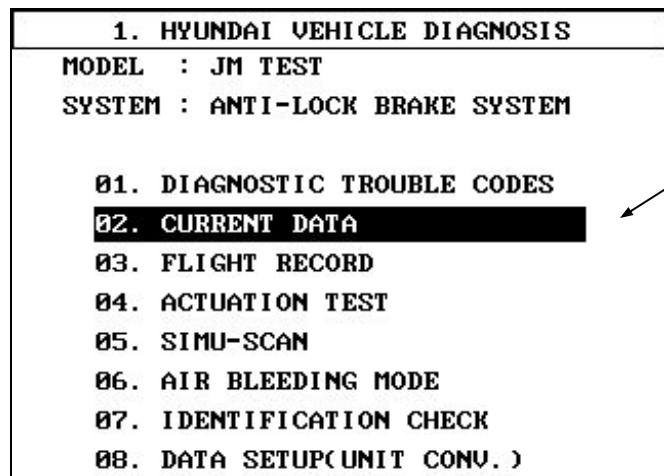 1. HYUNDAI VEHICLE DIAGNOSIS
MODEL : JM TEST
SYSTEM : ANTI-LOCK BRAKE SYSTEM
01. DIAGNOSTIC TROUBLE CODES
02. CURRENT DATA
03. FLIGHT RECORD
04. ACTUATION TEST
05. SIMU-SCAN
06. AIR BLEEDING MODE
07. IDENTIFICATION CHECK
08. DATA SETUP(UNIT CONV.)